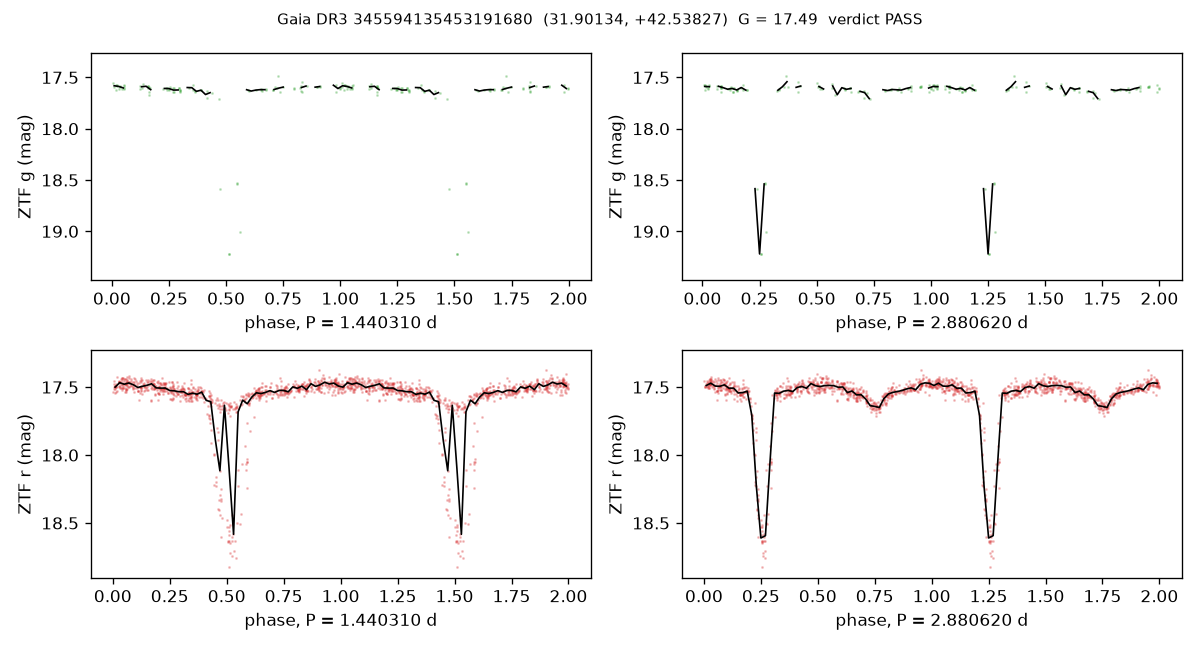 Gaia DR3 345594135453191680 (31.90134, +42.53827) G = 17.49 verdict PASS
ZTF g (mag)
17.5
18.0
18.5
19.0
0.00 0.25 0.50 0.75 1.00 1.25 1.50 1.75 2.00
phase, P = 1.440310 d
ZTF g (mag)
17.5
18.0
18.5
19.0
0.00 0.25 0.50 0.75 1.00 1.25 1.50 1.75 2.00
phase, P = 2.880620 d
ZTF r (mag)
17.5
18.0
18.5
0.00 0.25 0.50 0.75 1.00 1.25 1.50 1.75 2.00
phase, P = 1.440310 d
ZTF r (mag)
17.5
18.0
18.5
0.00 0.25 0.50 0.75 1.00 1.25 1.50 1.75 2.00
phase, P = 2.880620 d